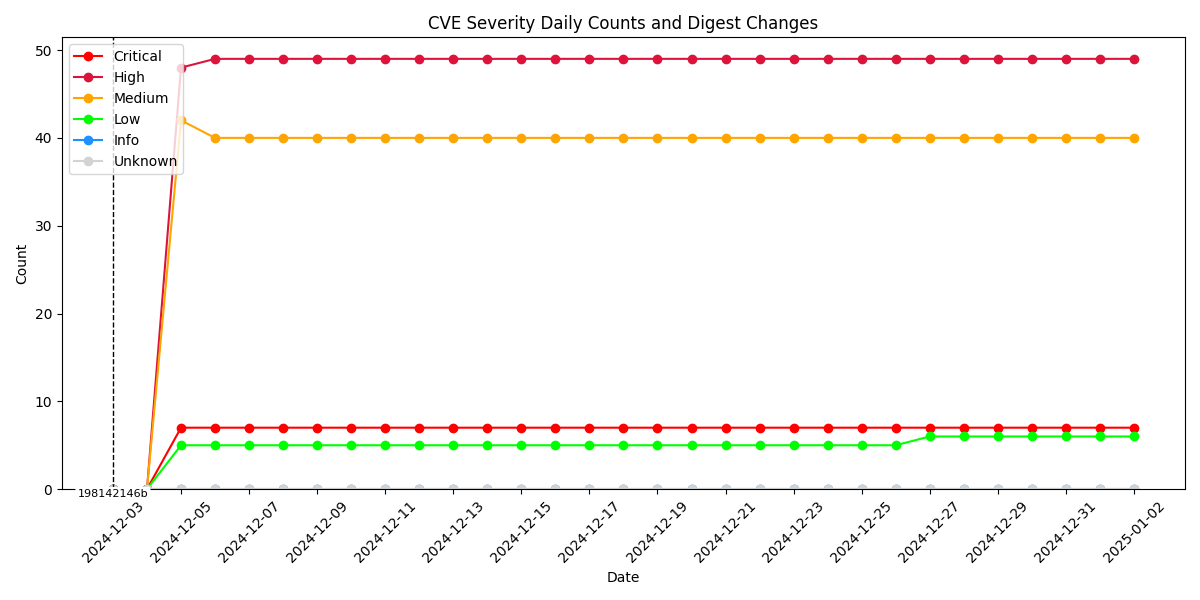 CVE Severity Daily Counts and Digest Changes
Critical
High
Medium
Low
Info
Unknown
50
40
30
20
10
0
Count
198142146b
2024-12-03
2024-12-05
2024-12-07
2024-12-09
2024-12-11
2024-12-13
2024-12-15
2024-12-17
2024-12-19
2024-12-21
2024-12-23
2024-12-25
2024-12-27
2024-12-29
2024-12-31
2025-01-02
Date